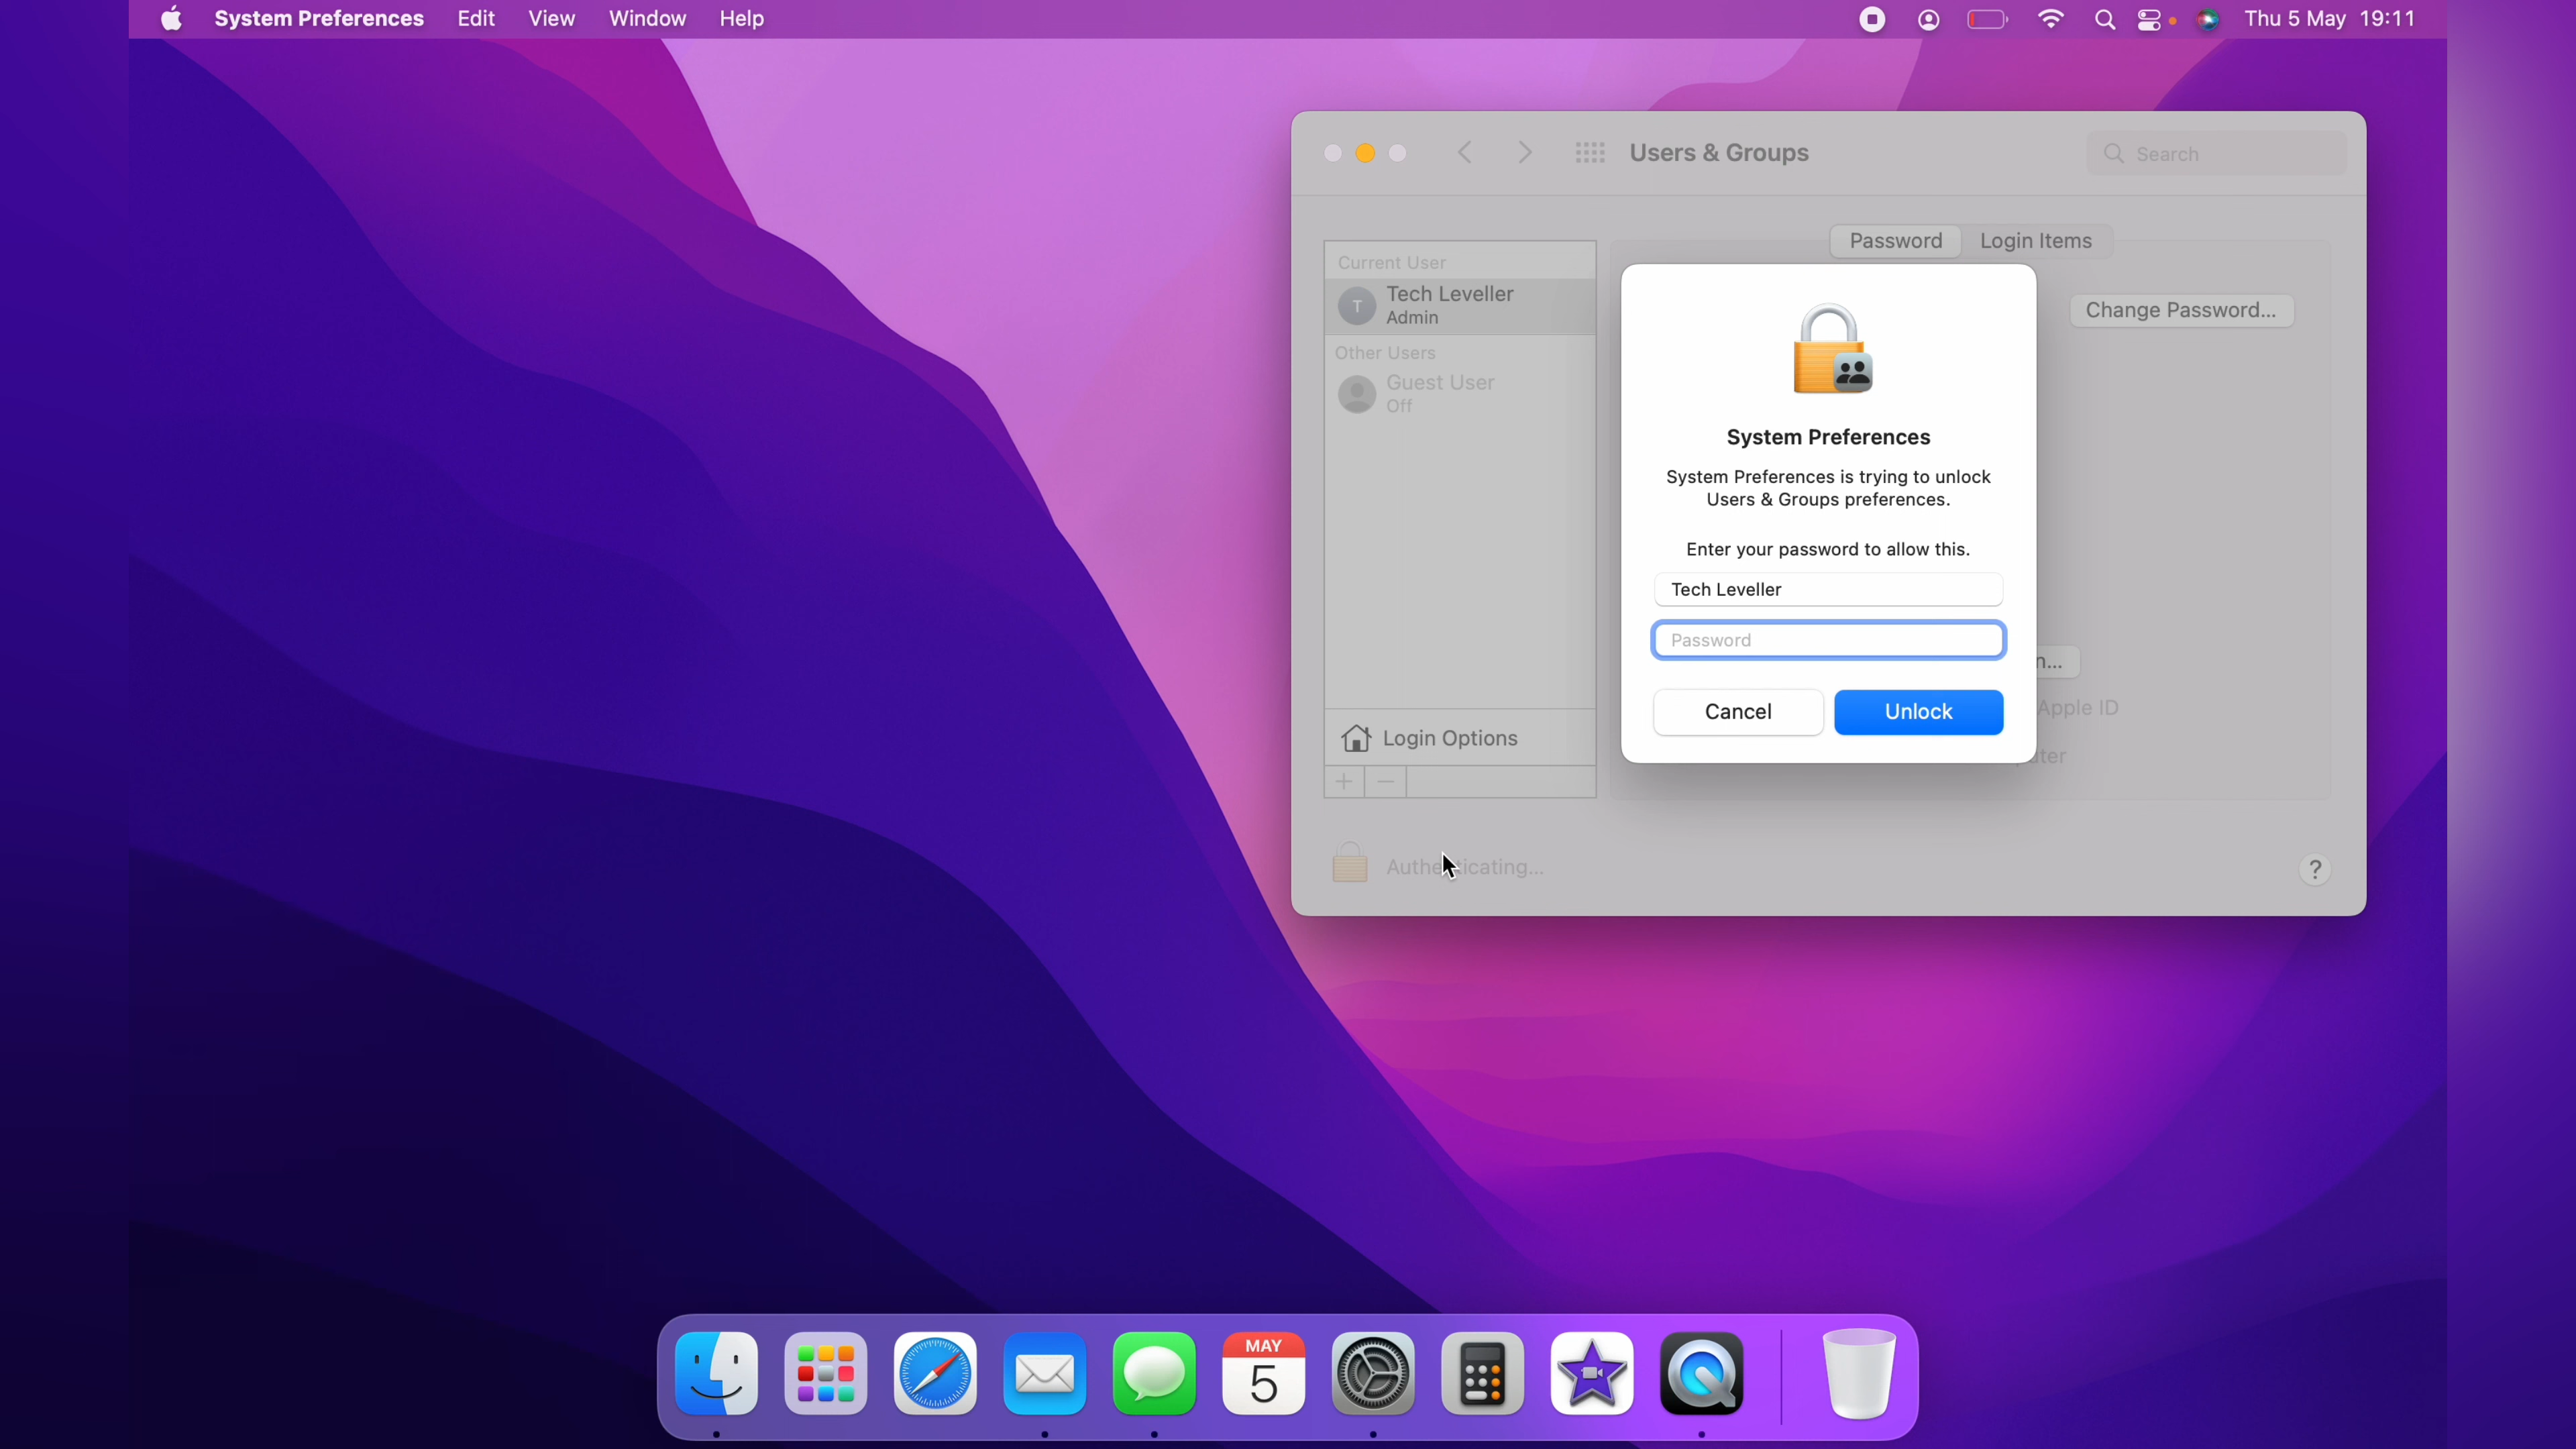 System Preferences Edit View Window Help
Thu 5 May 19:11
Users & Groups
Search
Password Login Items
Current User
T
Tech Leveller
Admin
Change Password...
Other Users
Guest User
Off
System Preferences
System Preferences is trying to unlock
Users & Groups preferences.
Enter your password to allow this.
Tech Leveller
Password
n...
Cancel Unlock
Apple ID
Login Options
+ −
Authenticating...
?
MAY
5